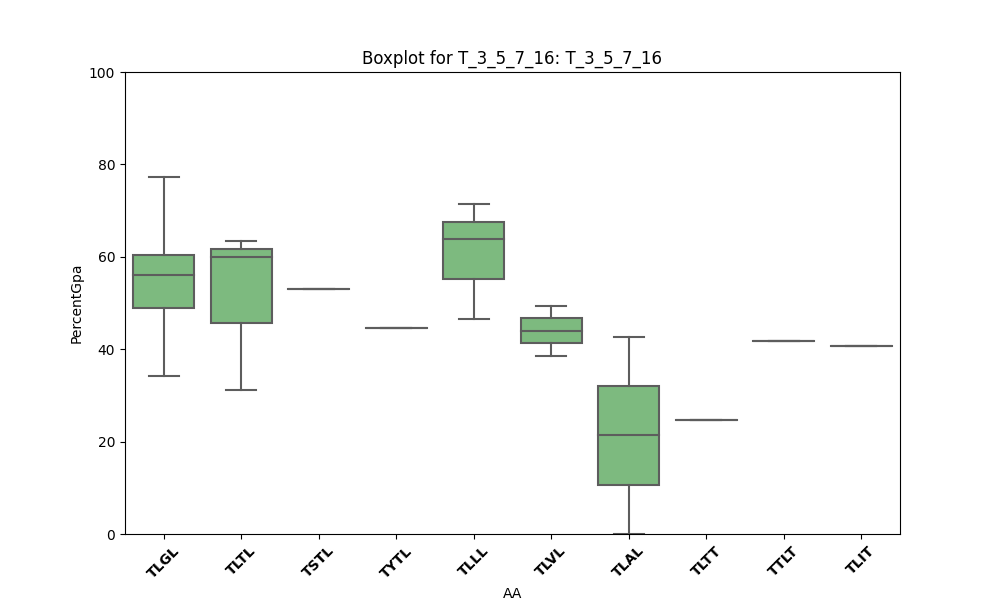 Boxplot for T_3_5_7_16: T_3_5_7_16
100
80
60
40
20
0
PercentGpa
TLGL
TLTL
TSTL
TYTL
TLLL
TLVL
TLAL
TLTT
TTLT
TLIT
AA